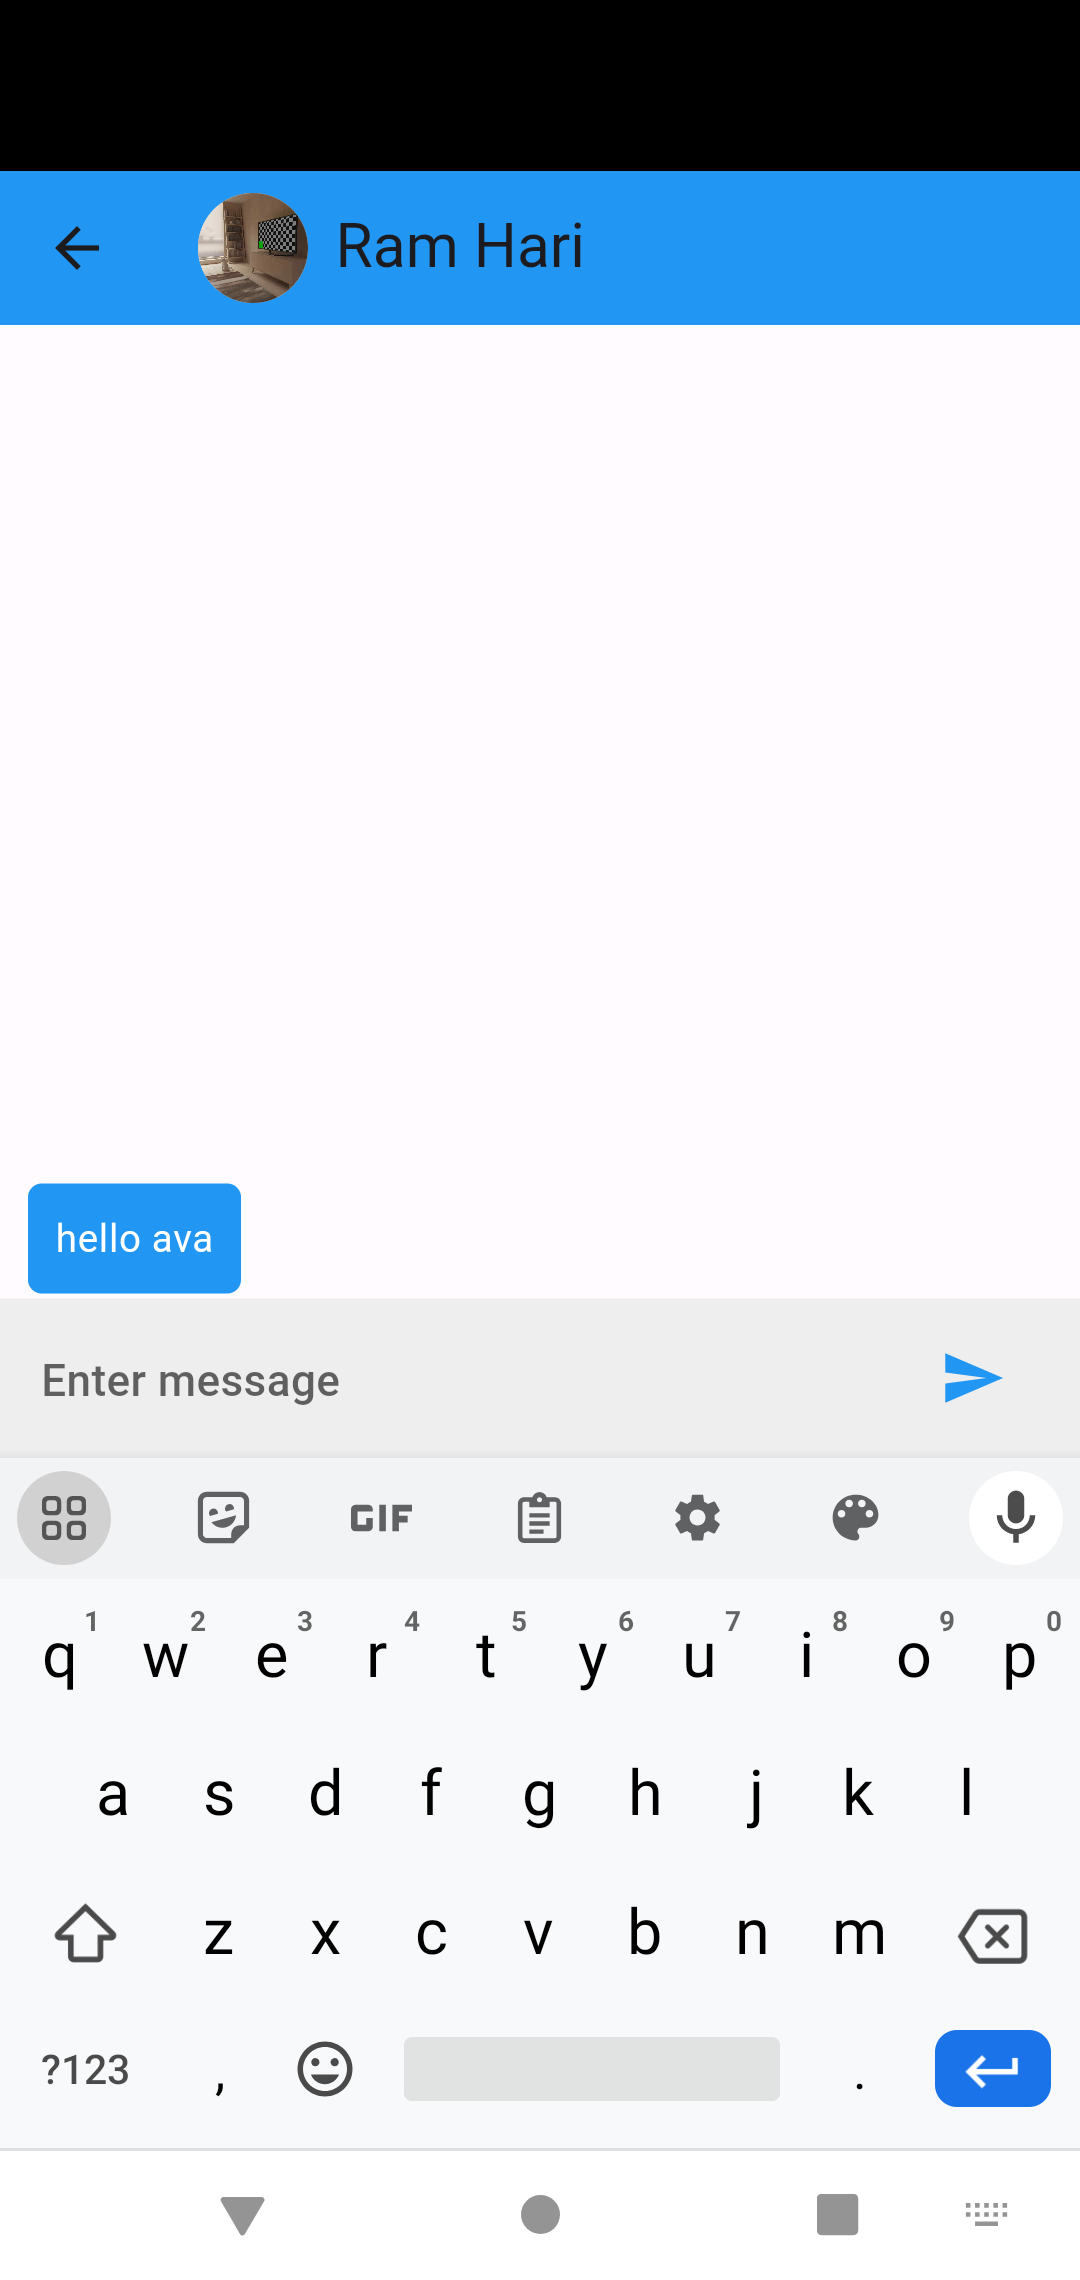 Ram Hari
hello ava
Enter message
GIF
1 2 3 4 5 6 7 8 9 0
q w e r t y u i o p
a s d f g h j k l
z x c v b n m
?123 , .